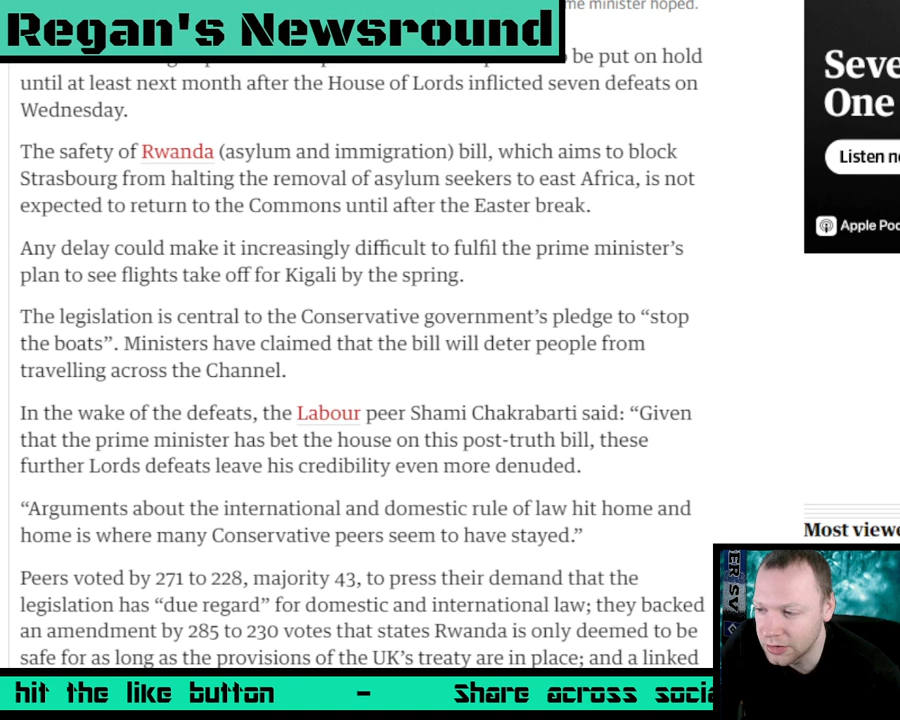 me minister hoped.
Regan's Newsround
be put on hold
until at least next month after the House of Lords inflicted seven defeats on
Wednesday.
The safety of Rwanda (asylum and immigration) bill, which aims to block
Strasbourg from halting the removal of asylum seekers to east Africa, is not
expected to return to the Commons until after the Easter break.
Any delay could make it increasingly difficult to fulfil the prime minister’s
plan to see flights take off for Kigali by the spring.
The legislation is central to the Conservative government’s pledge to “stop
the boats”. Ministers have claimed that the bill will deter people from
travelling across the Channel.
In the wake of the defeats, the Labour peer Shami Chakrabarti said: “Given
that the prime minister has bet the house on this post-truth bill, these
further Lords defeats leave his credibility even more denuded.
“Arguments about the international and domestic rule of law hit home and
home is where many Conservative peers seem to have stayed.”
Peers voted by 271 to 228, majority 43, to press their demand that the
legislation has “due regard” for domestic and international law; they backed
an amendment by 285 to 230 votes that states Rwanda is only deemed to be
safe for as long as the provisions of the UK’s treaty are in place; and a linked
Seve
One
Listen n
Apple Poc
Most viewe
ER SV
hit the like button - Share across socia